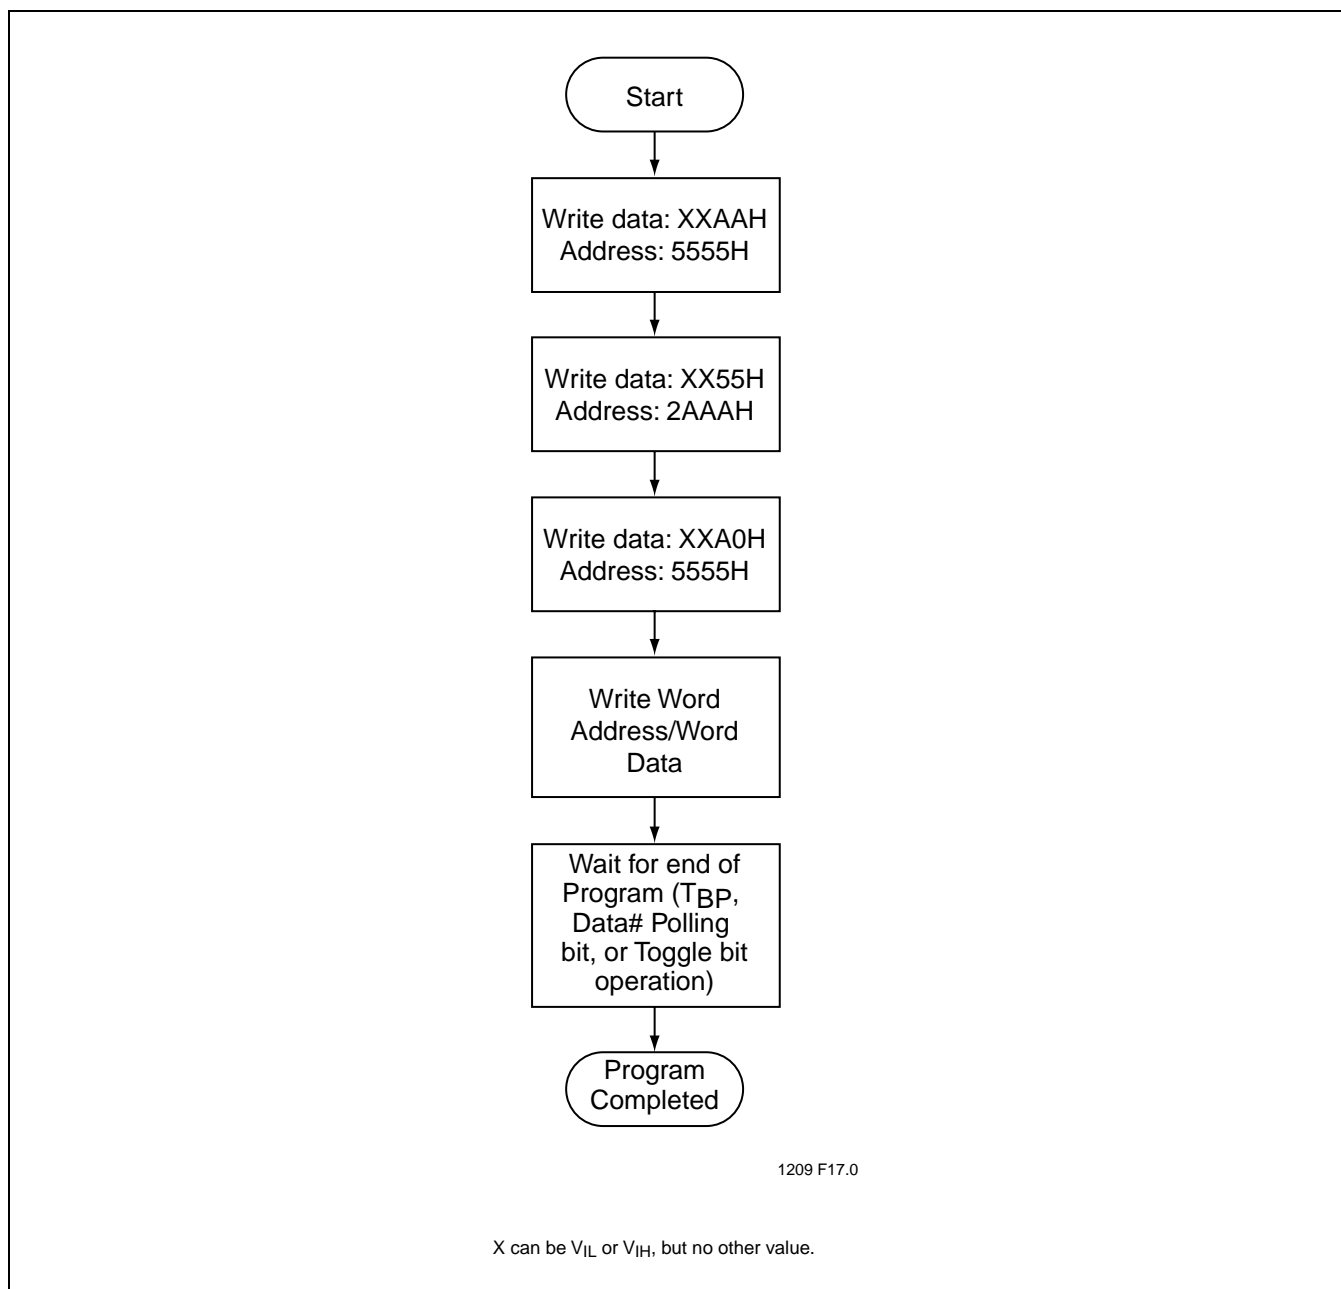 Start
Write data: XXAAH
Address: 5555H
Write data: XX55H
Address: 2AAAH
Write data: XXA0H
Address: 5555H
Write Word
Address/Word
Data
Wait for end of
Program (TBP,
Data# Polling
bit, or Toggle bit
operation)
Program
Completed
1209 F17.0
X can be VIL or VIH, but no other value.